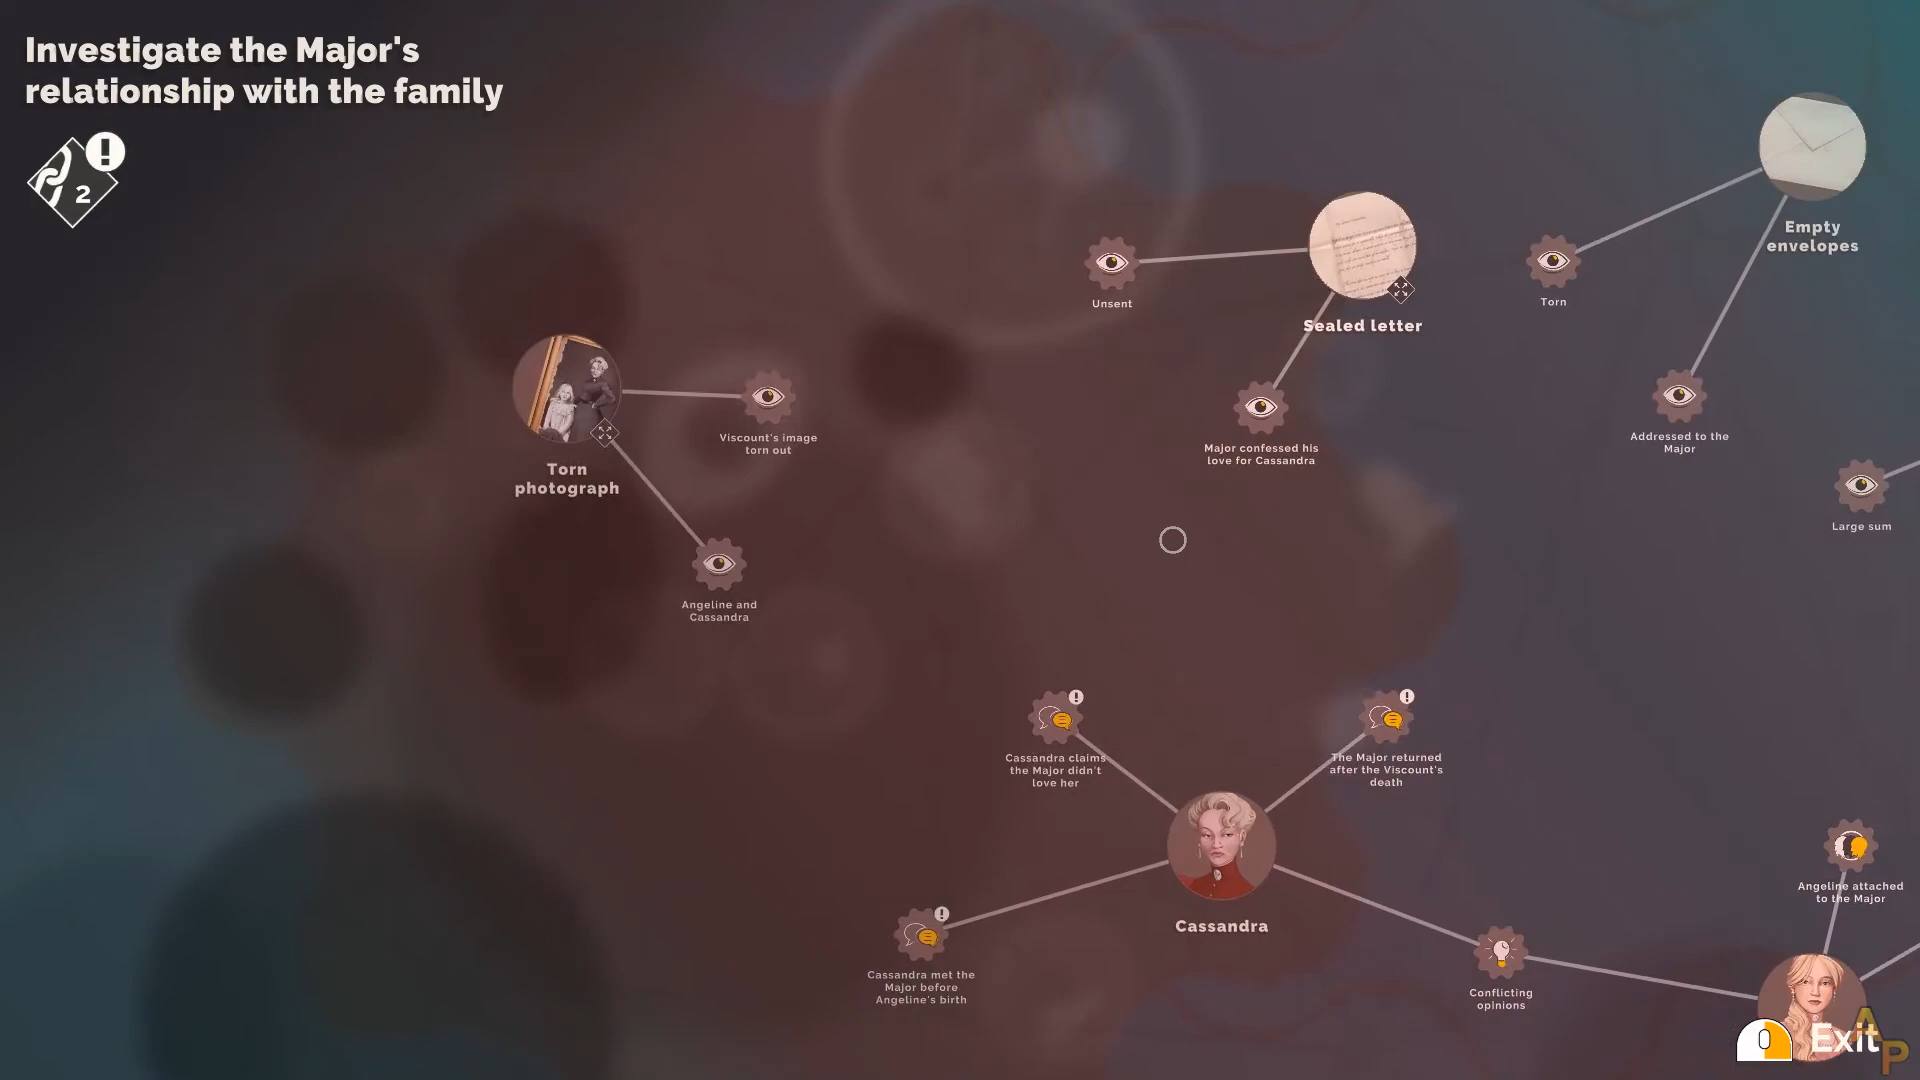 Investigate the Major's
relationship with the family
2
Empty
envelopes
Torn
Unsent
Sealed letter
Addressed to the
Major
Viscount's image
torn out
Major confessed his
love for Cassandra
Torn
photograph
Large sum
Angeline and
Cassandra
Cassandra claims
the Major didn't
love her
The Major returned
after the Viscount's
death
Angeline attached
to the Major
Cassandra
Cassandra met the
Major before
Angeline's birth
Conflicting
opinions
Exit
AP